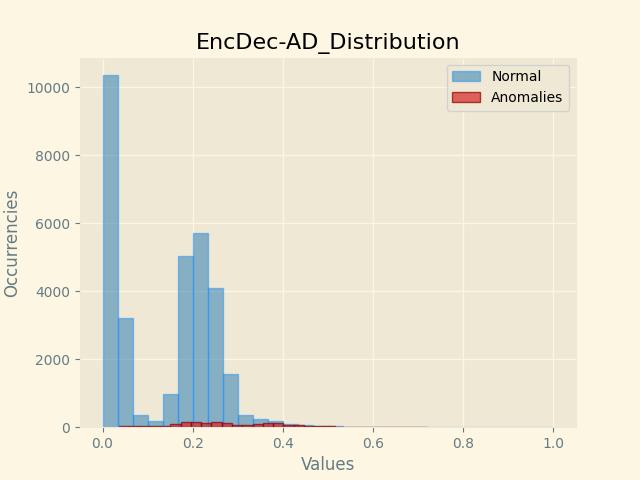 EncDec-AD_Distribution
Normal
Anomalies
10000
8000
6000
4000
2000
0
Occurrencies
0.0 0.2 0.4 0.6 0.8 1.0
Values